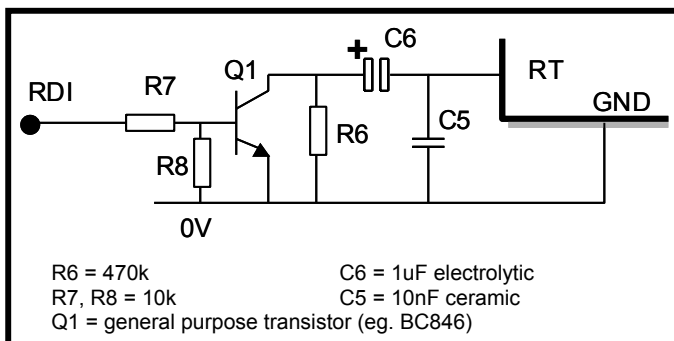 C6
+
Q1
RT
R7
RDI
GND
R8
R6
C5
0V
R6 = 470k
C6 = 1uF electrolytic
R7, R8 = 10k
C5 = 10nF ceramic
Q1 = general purpose transistor (eg. BC846)